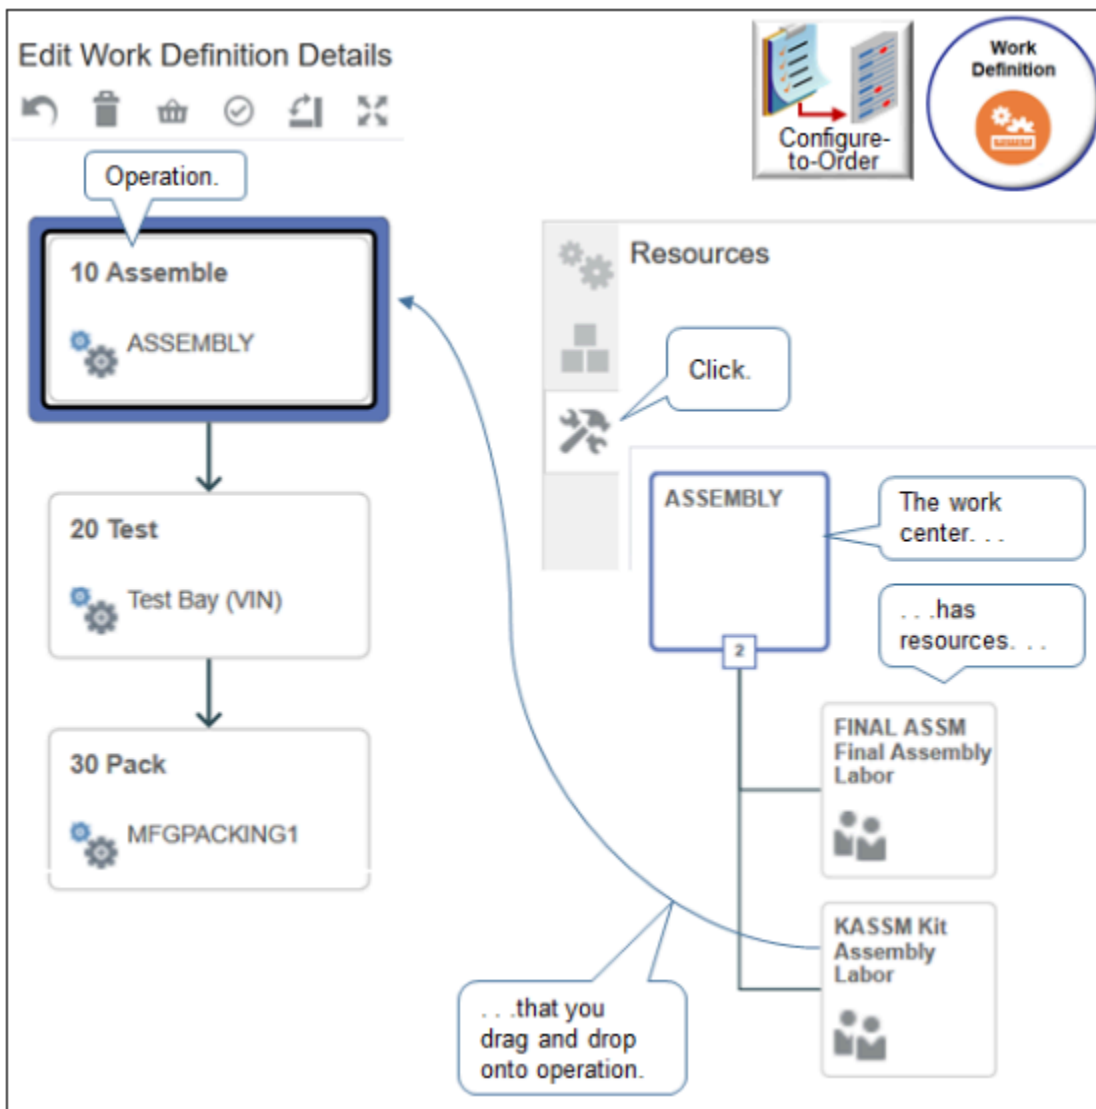 Edit Work Definition Details
Configure-
to-Order
Work
Definition
Operation.
10 Assemble
ASSEMBLY
20 Test
Test Bay (VIN)
30 Pack
MFGPACKING1
Resources
Click.
ASSEMBLY
2
The work
center. . .
. . .has
resources. . .
FINAL ASSM
Final Assembly
Labor
KASSM Kit
Assembly
Labor
. . .that you
drag and drop
onto operation.